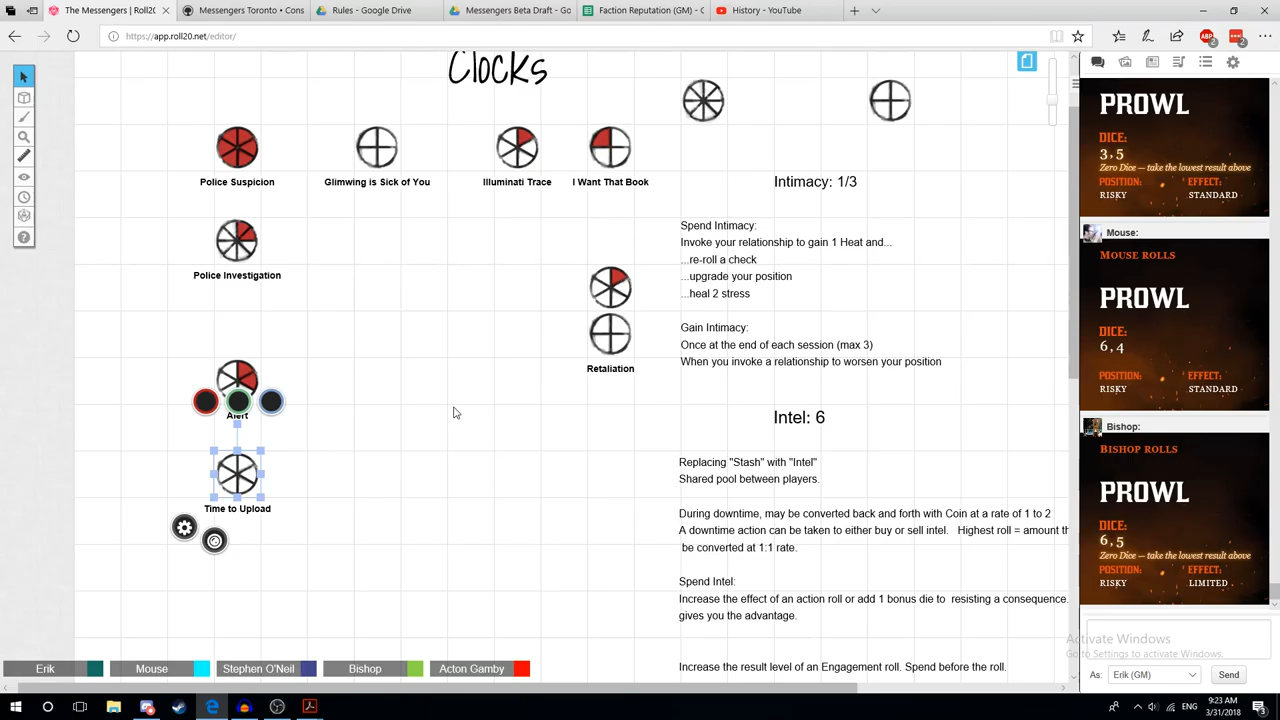 The Messengers | Roll20
Messengers Toronto • Cons
Rules - Google Drive
Messengers Beta Draft - Go
Faction Reputation (GM) - G
History - YouTube
https://app.roll20.net/editor/
Clocks
Police Suspicion
Glimwing is Sick of You
Illuminati Trace
I Want That Book
Police Investigation
Retaliation
Alert
Time to Upload
Intimacy: 1/3
Spend Intimacy:
Invoke your relationship to gain 1 Heat and...
...re-roll a check
...upgrade your position
...heal 2 stress
Gain Intimacy:
Once at the end of each session (max 3)
When you invoke a relationship to worsen your position
Intel: 6
Replacing "Stash" with "Intel"
Shared pool between players.
During downtime, may be converted back and forth with Coin at a rate of 1 to 2
A downtime action can be taken to either buy or sell intel. Highest roll = amount th
be converted at 1:1 rate.
Spend Intel:
Increase the effect of an action roll or add 1 bonus die to resisting a consequence.
gives you the advantage.
Increase the result level of an Engagement roll. Spend before the roll.
Erik
Mouse
Stephen O'Neil
Bishop
Acton Gamby
PROWL
DICE:
3,5
Zero Dice — take the lowest result above
POSITION: EFFECT:
RISKY STANDARD
Mouse:
MOUSE ROLLS
PROWL
DICE:
6,4
POSITION: EFFECT:
RISKY STANDARD
Bishop:
BISHOP ROLLS
PROWL
DICE:
6,5
Zero Dice — take the lowest result above
POSITION: EFFECT:
RISKY LIMITED
Activate Windows
Go to Settings to activate Windows.
As: Erik (GM) Send
9:23 AM
3/31/2018